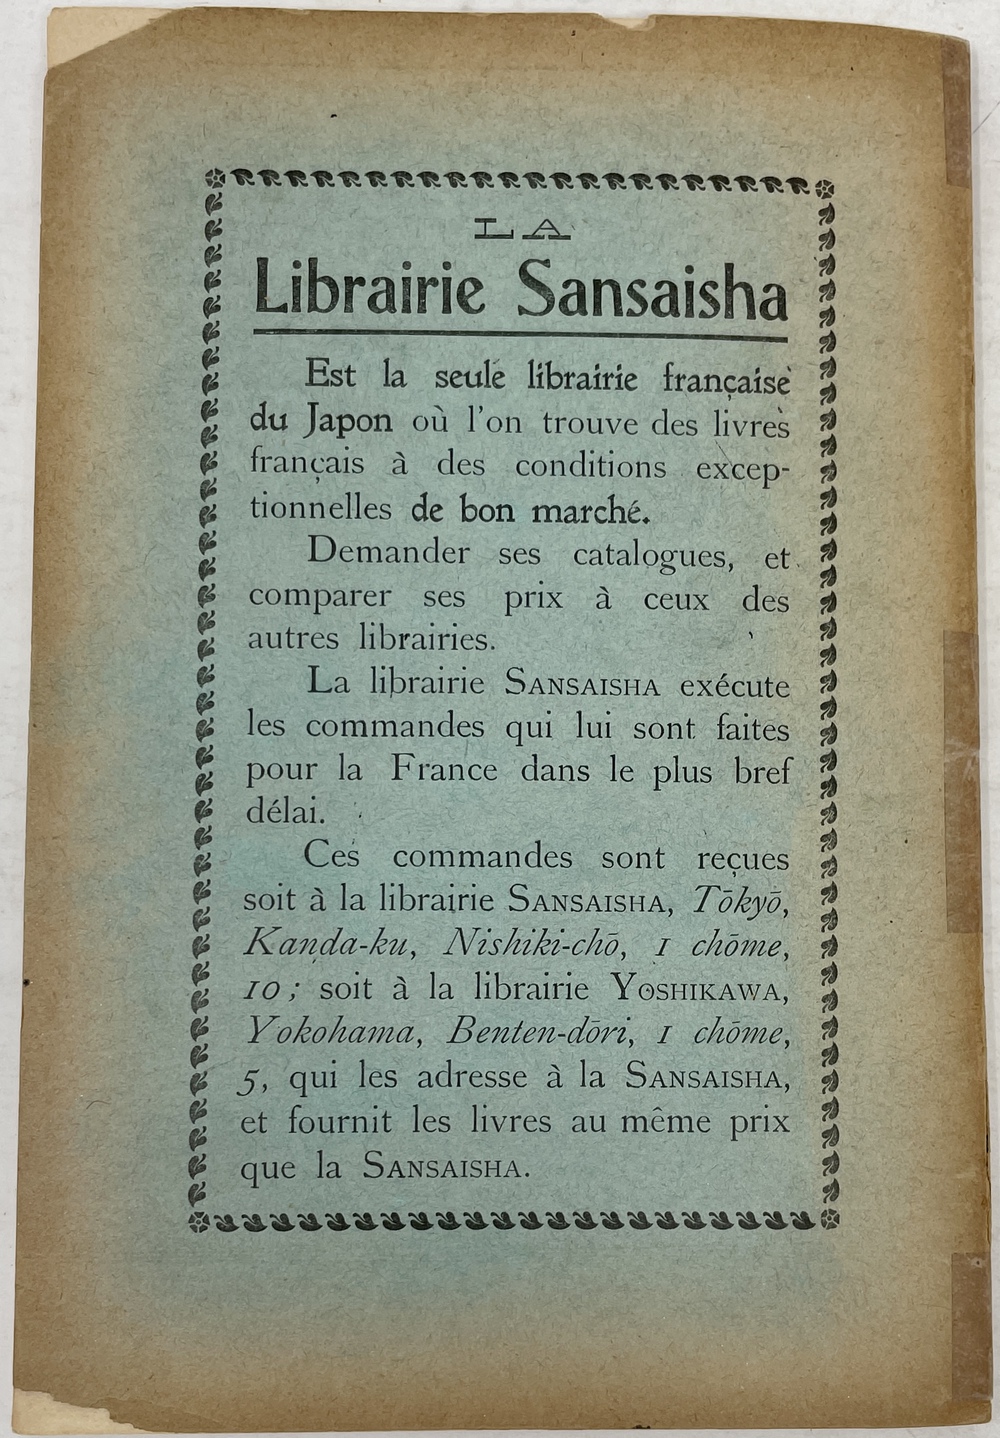 LA
Librairie Sansaisha
Est la seule librairie française
du Japon où l'on trouve des livres
français à des conditions excep-
tionnelles de bon marché.
Demander ses catalogues, et
comparer ses prix à ceux des
autres librairies.
La librairie SANSAISHA exécute
les commandes qui lui sont faites
pour la France dans le plus bref
délai.
Ces commandes sont reçues
soit à la librairie SANSAISHA, Tōkyō,
Kanda-ku, Nishiki-chō, 1 chōme,
10; soit à la librairie YOSHIKAWA,
Yokohama, Benten-dōri, 1 chōme,
5, qui les adresse à la SANSAISHA,
et fournit les livres au même prix
que la SANSAISHA.